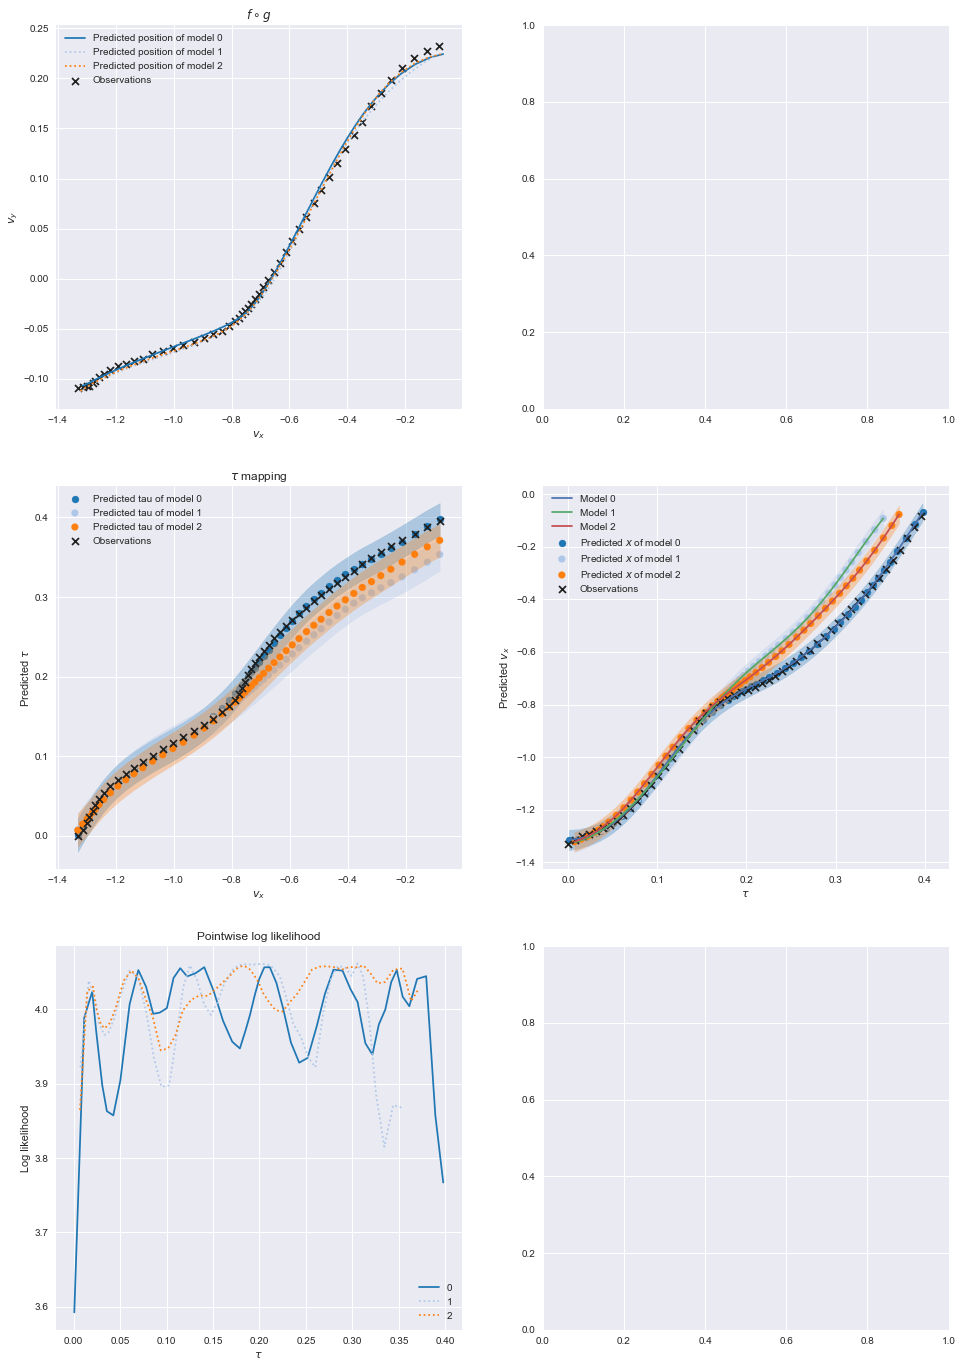 f ∘ g
0.25
0.20
0.15
0.10
0.05
0.00
−0.05
−0.10
v_y
Predicted position of model 0
Predicted position of model 1
Predicted position of model 2
Observations
−1.4 −1.2 −1.0 −0.8 −0.6 −0.4 −0.2
v_x
1.0
0.8
0.6
0.4
0.2
0.0
0.0 0.2 0.4 0.6 0.8 1.0
τ mapping
0.4
0.3
0.2
0.1
0.0
Predicted τ
Predicted tau of model 0
Predicted tau of model 1
Predicted tau of model 2
Observations
−1.4 −1.2 −1.0 −0.8 −0.6 −0.4 −0.2
v_x
0.0
−0.2
−0.4
−0.6
−0.8
−1.0
−1.2
−1.4
Predicted v_x
Model 0
Model 1
Model 2
Predicted x of model 0
Predicted x of model 1
Predicted x of model 2
Observations
0.0 0.1 0.2 0.3 0.4
τ
Pointwise log likelihood
4.0
3.9
3.8
3.7
3.6
Log likelihood
0
1
2
0.00 0.05 0.10 0.15 0.20 0.25 0.30 0.35 0.40
τ
1.0
0.8
0.6
0.4
0.2
0.0
0.0 0.2 0.4 0.6 0.8 1.0